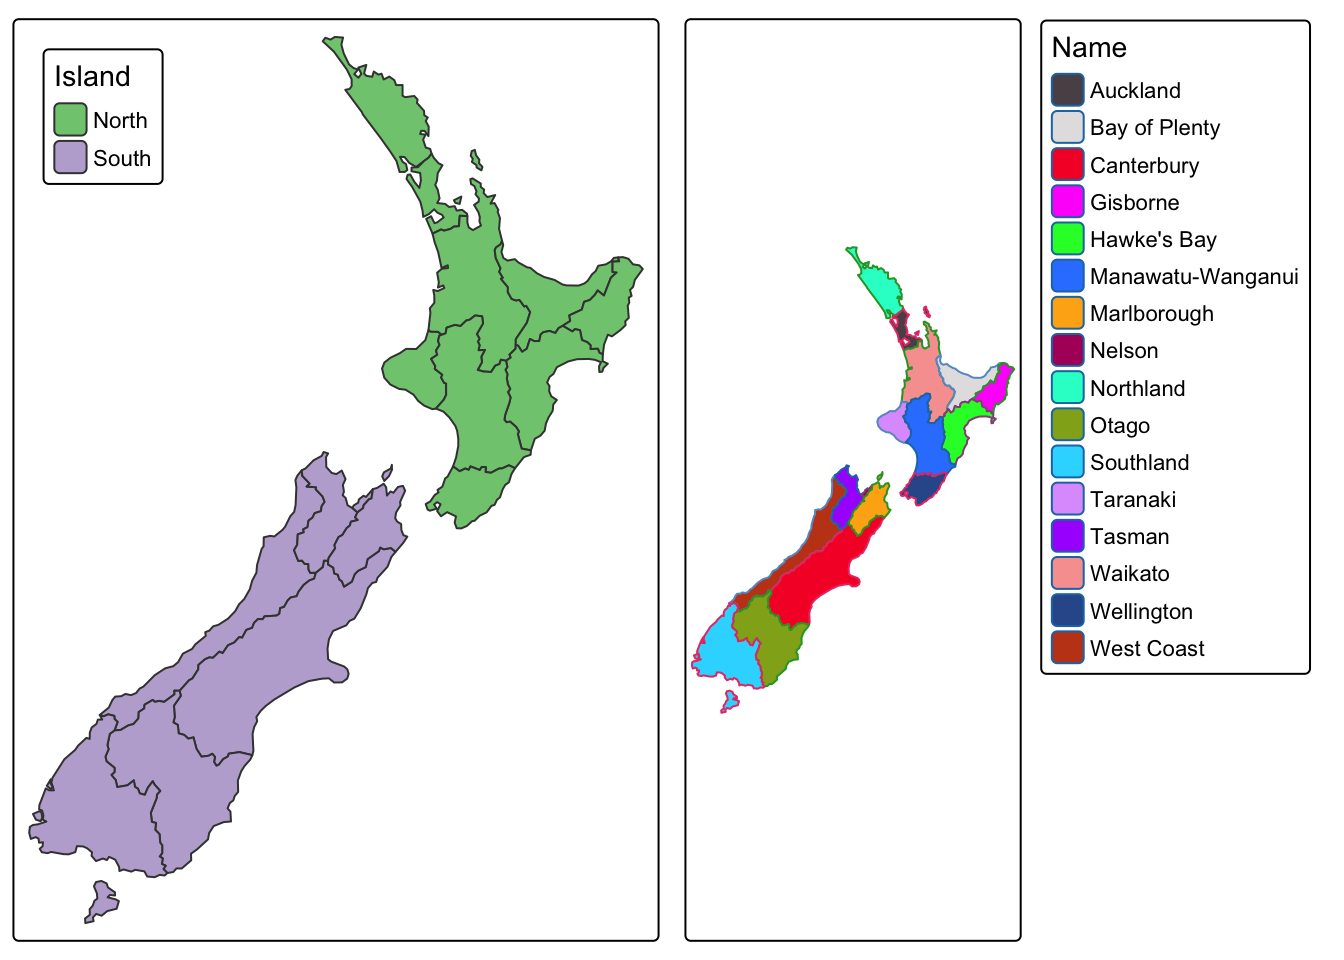 Island
North
South
Name
Auckland
Bay of Plenty
Canterbury
Gisborne
Hawke's Bay
Manawatu-Wanganui
Marlborough
Nelson
Northland
Otago
Southland
Taranaki
Tasman
Waikato
Wellington
West Coast